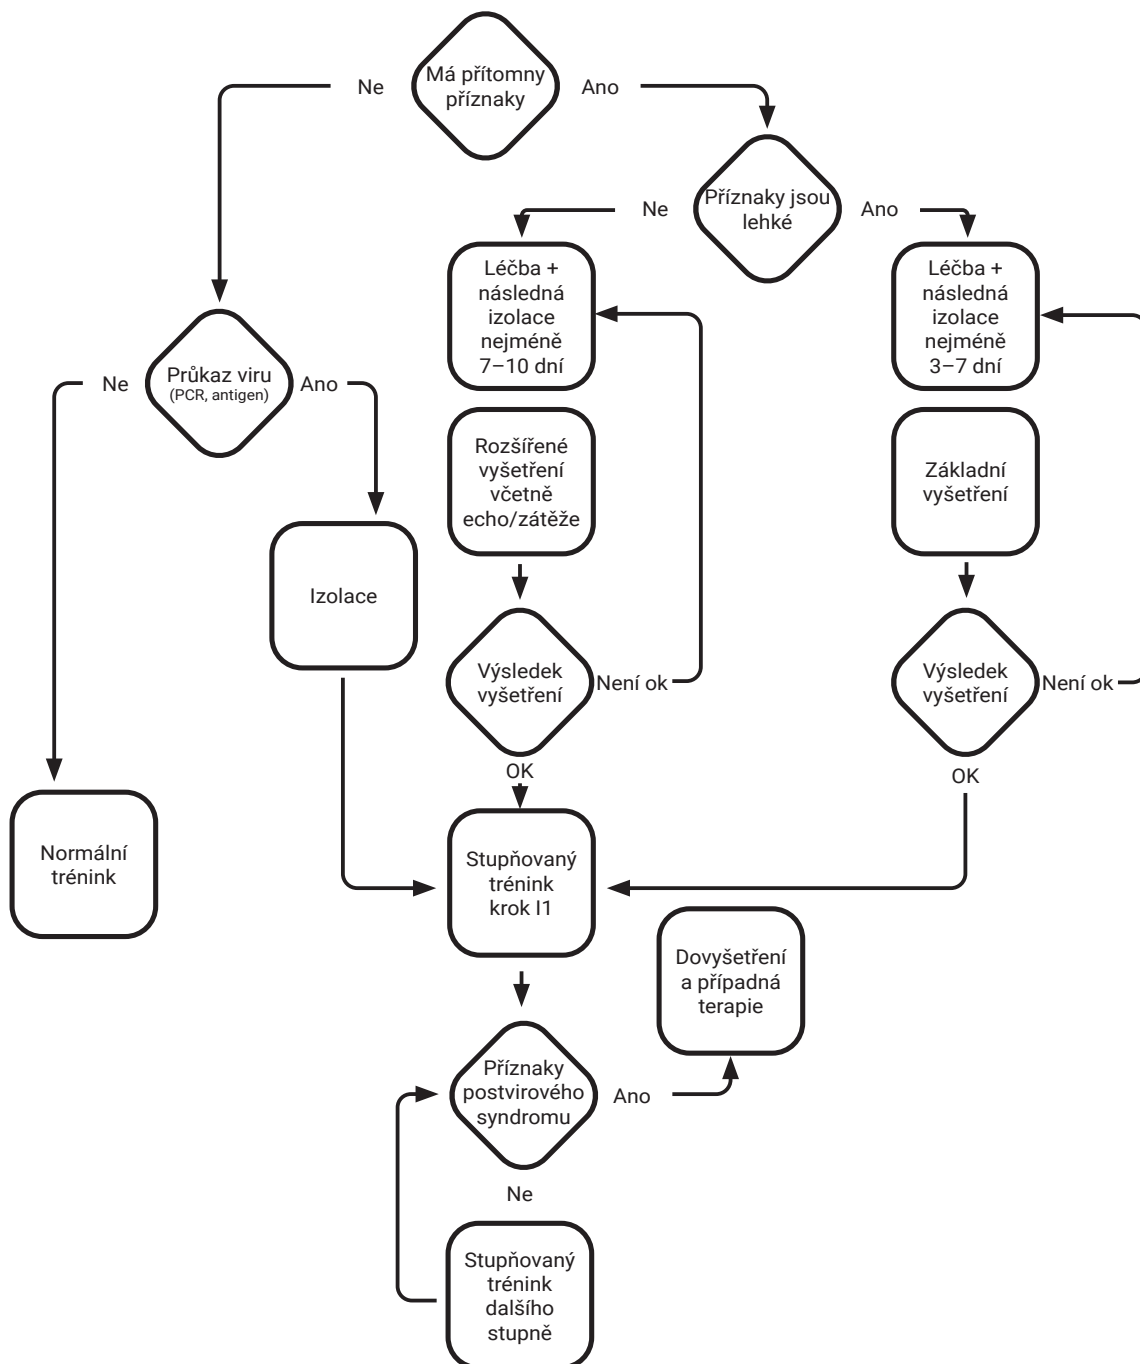 Má přítomny
příznaky
Ne
Ano
Příznaky jsou
lehké
Ne
Ano
Léčba +
následná
izolace
nejméně
7–10 dní
Léčba +
následná
izolace
nejméně
3–7 dní
Průkaz viru
(PCR, antigen)
Ne
Ano
Rozšířené
vyšetření
včetně
echo/zátěže
Základní
vyšetření
Izolace
Výsledek
vyšetření
Není ok
Výsledek
vyšetření
Není ok
OK
OK
Normální
trénink
Stupňovaný
trénink
krok I1
Dovyšetření
a případná
terapie
Příznaky
postvirového
syndromu
Ano
Ne
Stupňovaný
trénink
dalšího
stupně